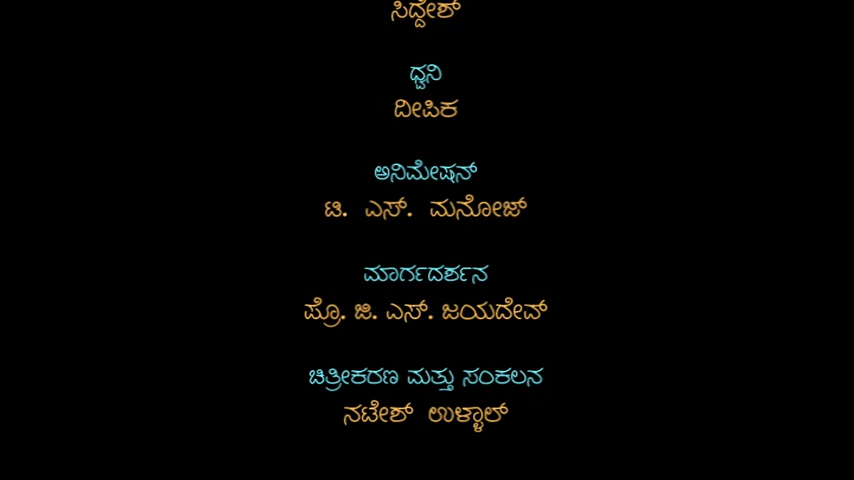 ಸಿದ್ದೇಶ್
ಧ್ವನಿ
ದೀಪಿಕ
ಅನಿಮೇಷನ್
ಟಿ. ಎಸ್. ಮನೋಜ್
ಮಾರ್ಗದರ್ಶನ
ಪ್ರೊ. ಜಿ. ಎಸ್. ಜಯದೇವ್
ಚಿತ್ರೀಕರಣ ಮತ್ತು ಸಂಕಲನ
ನಟೇಶ್ ಉಳ್ಳಾಲ್